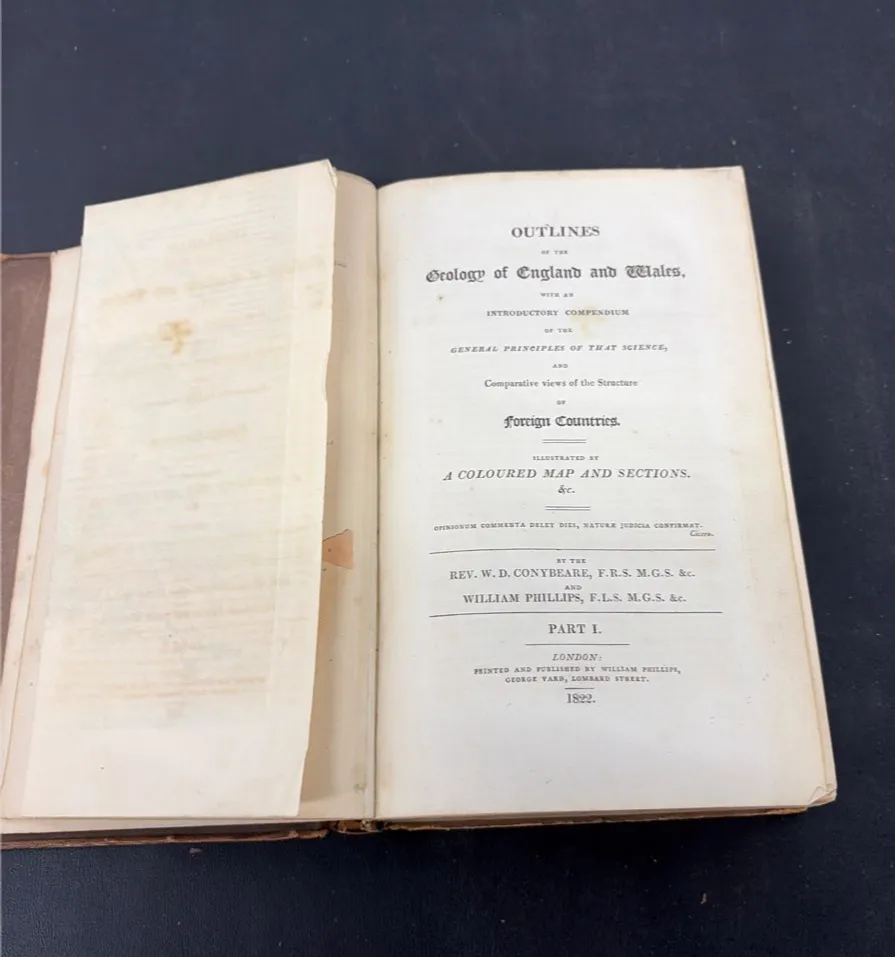 OUTLINES
OF THE
Geology of England and Wales,
WITH AN
INTRODUCTORY COMPENDIUM
OF THE
GENERAL PRINCIPLES OF THAT SCIENCE,
AND
Comparative views of the Structure
OF
Foreign Countries.
ILLUSTRATED BY
A COLOURED MAP AND SECTIONS.
&c.
OPINIONUM COMMENTA DELET DIES, NATURÆ JUDICIA CONFIRMAT.
Cicero.
BY THE
REV. W. D. CONYBEARE, F.R.S. M.G.S. &c.
AND
WILLIAM PHILLIPS, F.L.S. M.G.S. &c.
PART I.
LONDON:
PRINTED AND PUBLISHED BY WILLIAM PHILLIPS,
GEORGE YARD, LOMBARD STREET.
1822.